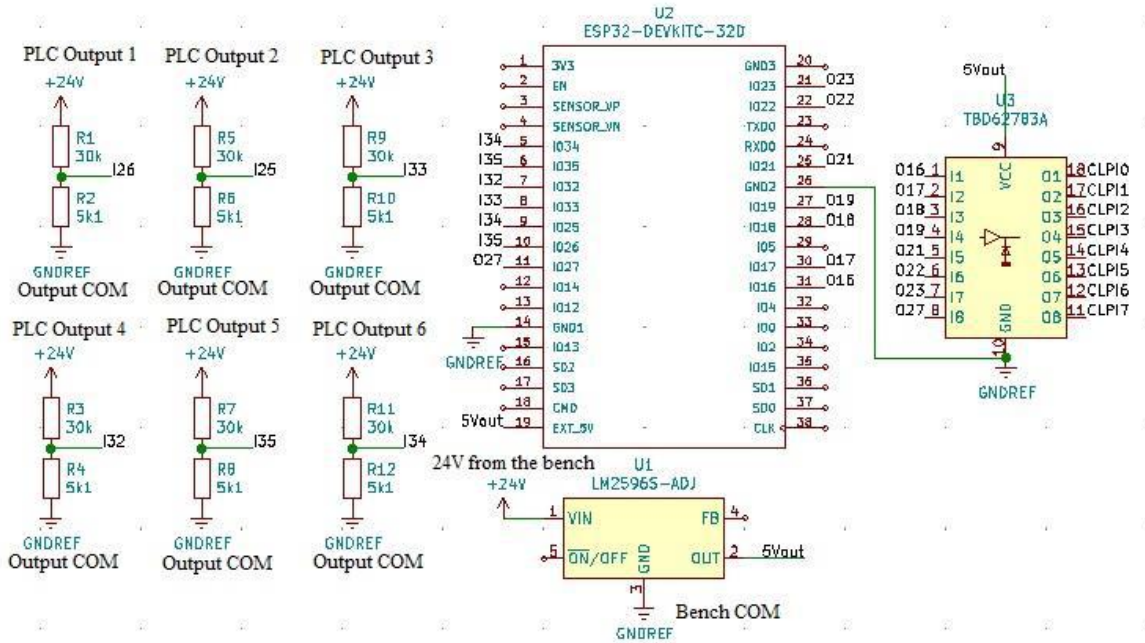 PLC Output 1
+24V
R1
30k
I26
R2
5k1
GNDREF
Output COM
PLC Output 2
+24V
R5
30k
I25
R6
5k1
GNDREF
Output COM
PLC Output 3
+24V
R9
30k
I33
R10
5k1
GNDREF
Output COM
PLC Output 4
+24V
R3
30k
I32
R4
5k1
GNDREF
Output COM
PLC Output 5
+24V
R7
30k
I35
R8
5k1
GNDREF
Output COM
PLC Output 6
+24V
R11
30k
I34
R12
5k1
GNDREF
Output COM
U2
ESP32-DEVKITC-32D
1 3V3
2 EN
3 SENSOR_VP
4 SENSOR_VN
I34 5 IO34
I35 6 IO35
I32 7 IO32
I33 8 IO33
I34 9 IO25
I35 10 IO26
O27 11 IO27
12 IO14
13 IO12
14 GND1
GNDREF
15 IO13
16 SD2
17 SD3
18 CMD
5Vout 19 EXT_5V
GND3 20
IO23 21 O23
IO22 22 O22
TXD0 23
RXD0 24
IO21 25 O21
GND2 26
IO19 27 O19
IO18 28 O18
IO5 29
IO17 30 O17
IO16 31 O16
IO4 32
IO0 33
IO2 34
IO15 35
SD1 36
SD0 37
CLK 38
5Vout
U3
TBD62783A
9
VCC
O16 1 I1
O17 2 I2
O18 3 I3
O19 4 I4
O21 5 I5
O22 6 I6
O23 7 I7
O27 8 I8
O1 18 CLPI0
O2 17 CLPI1
O3 16 CLPI2
O4 15 CLPI3
O5 14 CLPI4
O6 13 CLPI5
O7 12 CLPI6
O8 11 CLPI7
GND
10
GNDREF
24V from the bench
+24V
U1
LM2596S-ADJ
1 VIN
FB 4
5 ON/OFF
GND
OUT 2 5Vout
3
Bench COM
GNDREF